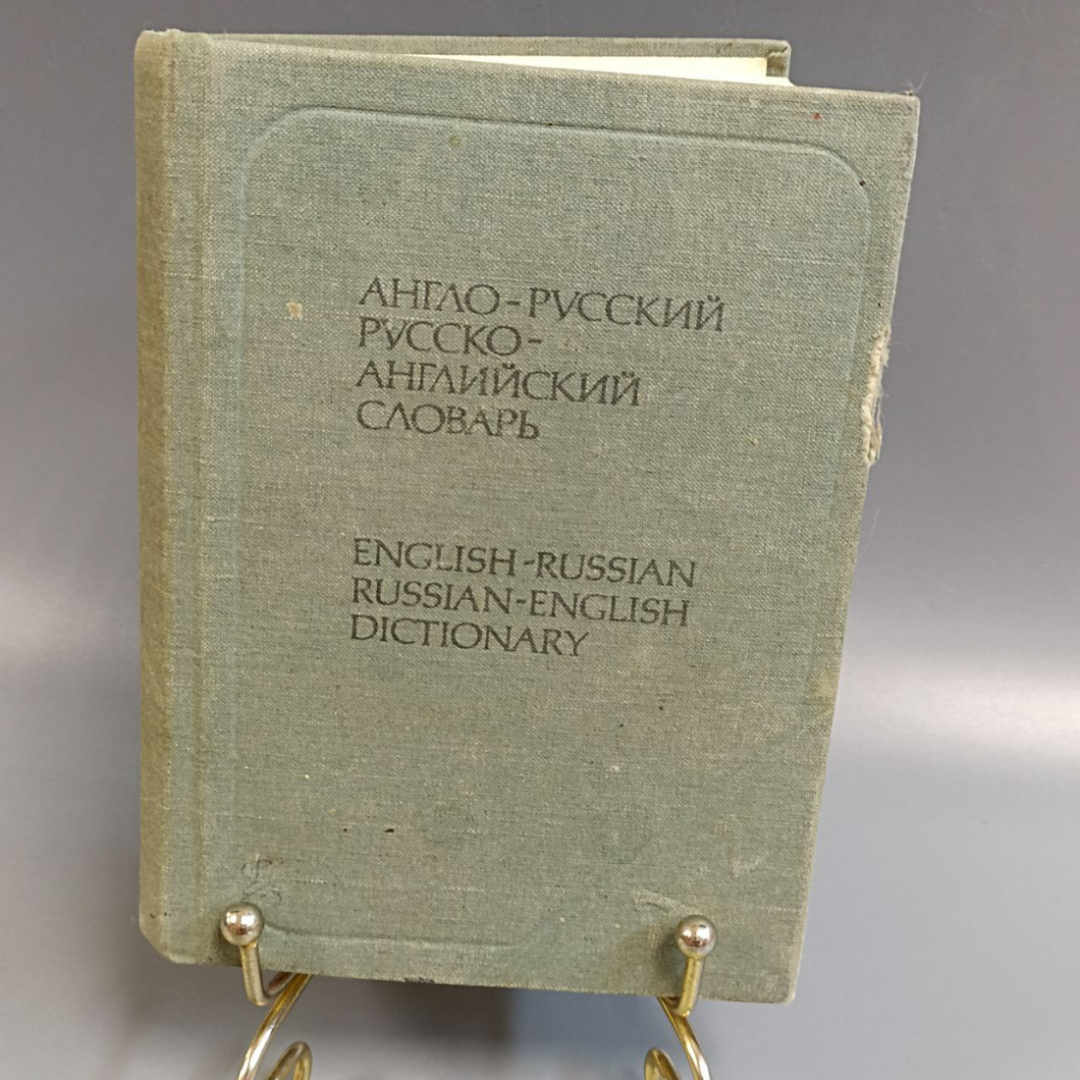 АНГЛО-РУССКИЙ
РУССКО-
АНГЛИЙСКИЙ
СЛОВАРЬ
ENGLISH-RUSSIAN
RUSSIAN-ENGLISH
DICTIONARY